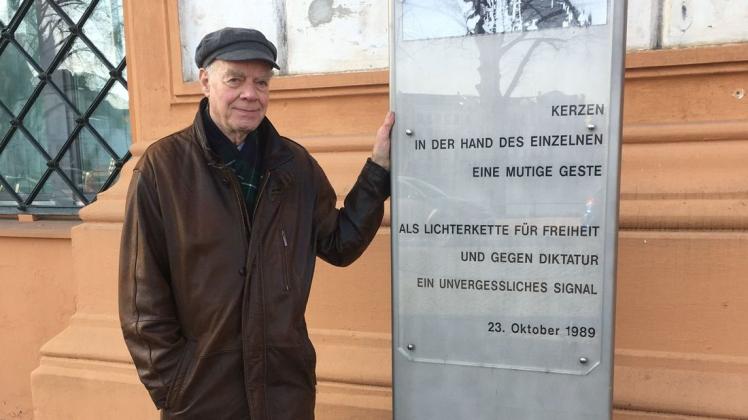 KERZEN
IN DER HAND DES EINZELNEN
EINE MUTIGE GESTE
ALS LICHTERKETTE FÜR FREIHEIT
UND GEGEN DIKTATUR
EIN UNVERGESSLICHES SIGNAL
23. Oktober 1989